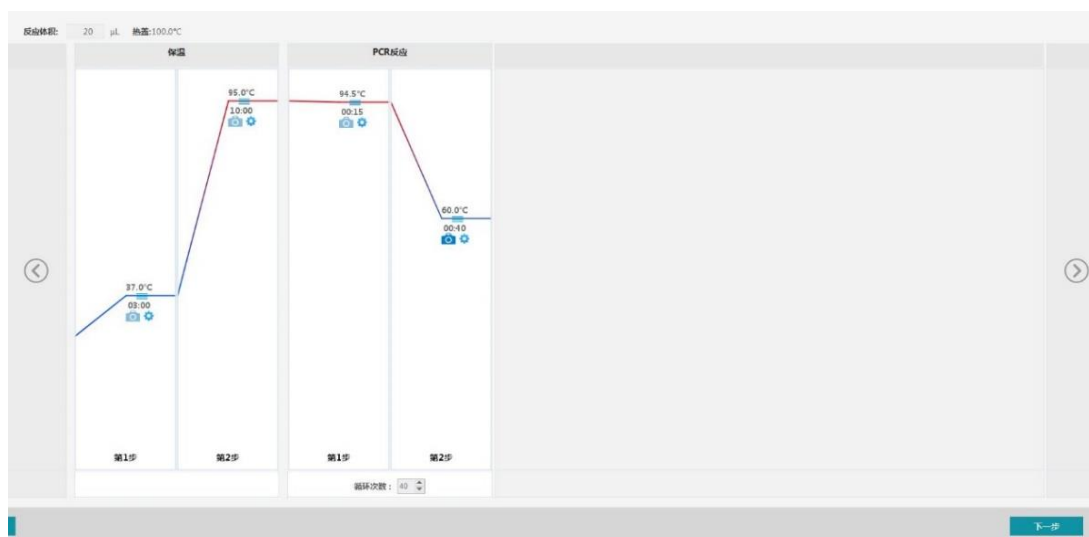 反应体积: 20 μL 热盖:100.0°C
保温 PCR反应
95.0°C
10:00
94.5°C
00:15
60.0°C
00:40
37.0°C
03:00
第1步 第2步 第1步 第2步
循环次数: 40
下一步